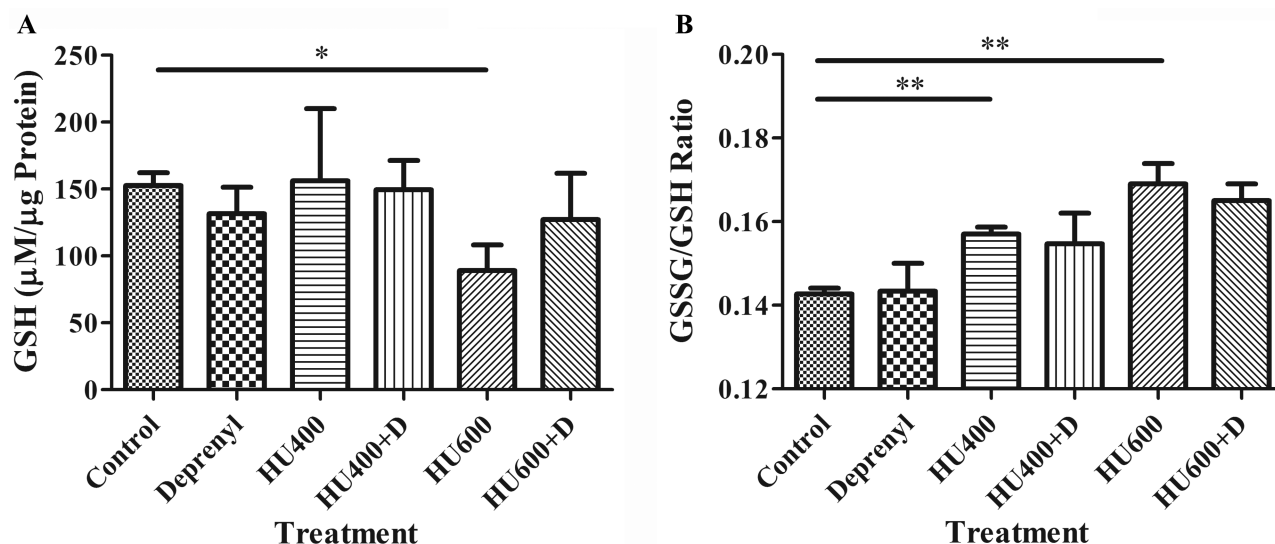 A
GSH (µM/µg Protein)
250
200
150
100
50
0
*
Control
Deprenyl
HU400
HU400+D
HU600
HU600+D
Treatment
B
GSSG/GSH Ratio
0.20
0.18
0.16
0.14
0.12
**
**
Control
Deprenyl
HU400
HU400+D
HU600
HU600+D
Treatment